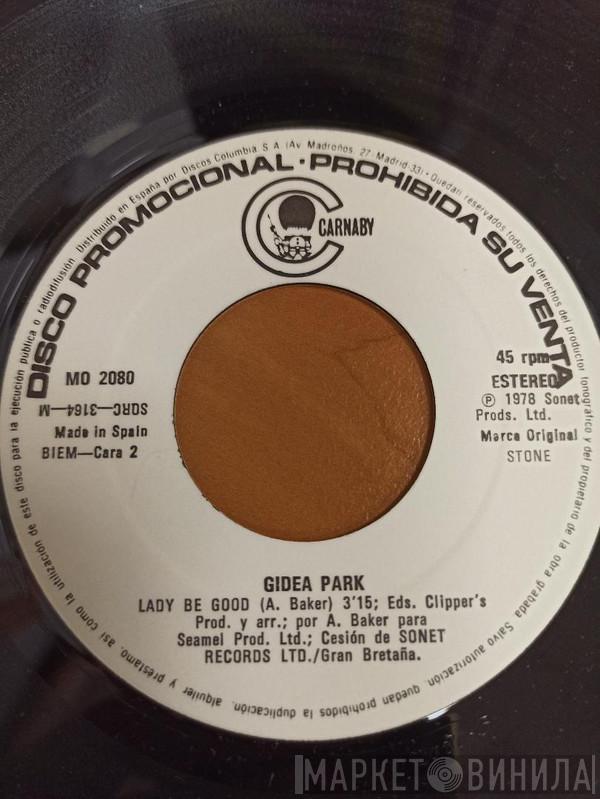 DISCO PROMOCIONAL · PROHIBIDA SU VENTA
Distribuido en España por Discos Columbia S.A. (Av. Madroños, 27-Madrid-33) · Quedan reservados todos los derechos del productor fonográfico y del propietario de la obra grabada. Salvo autorización, quedan prohibidos la duplicación, alquiler y préstamo, así como la utilización de este disco para la ejecución pública o radiodifusión.
C
CARNABY
MO 2080
SQRC—3164—M
Made in Spain
BIEM—Cara 2
45 rpm
ESTEREO
Ⓟ 1978 Sonet
Prods. Ltd.
Marca Original
STONE
GIDEA PARK
LADY BE GOOD (A. Baker) 3'15; Eds. Clipper's
Prod. y arr.; por A. Baker para
Seamel Prod. Ltd.; Cesión de SONET
RECORDS LTD./Gran Bretaña.
МАРКЕТ ВИНИЛА